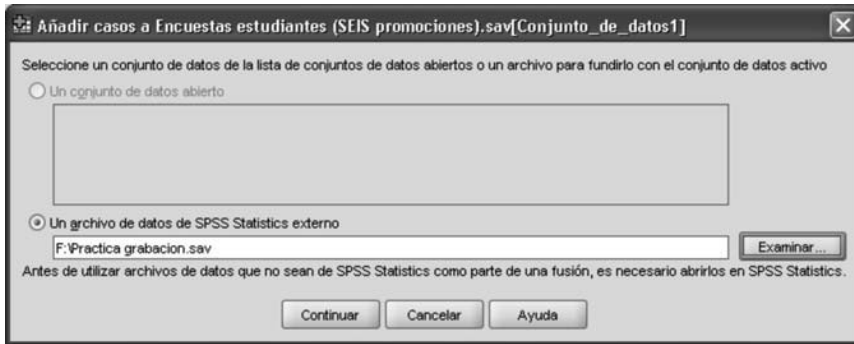 Añadir casos a Encuestas estudiantes (SEIS promociones).sav[Conjunto_de_datos1]
Seleccione un conjunto de datos de la lista de conjuntos de datos abiertos o un archivo para fundirlo con el conjunto de datos activo
Un conjunto de datos abierto
Un archivo de datos de SPSS Statistics externo
F:\Practica grabacion.sav
Examinar...
Antes de utilizar archivos de datos que no sean de SPSS Statistics como parte de una fusión, es necesario abrirlos en SPSS Statistics.
Continuar
Cancelar
Ayuda